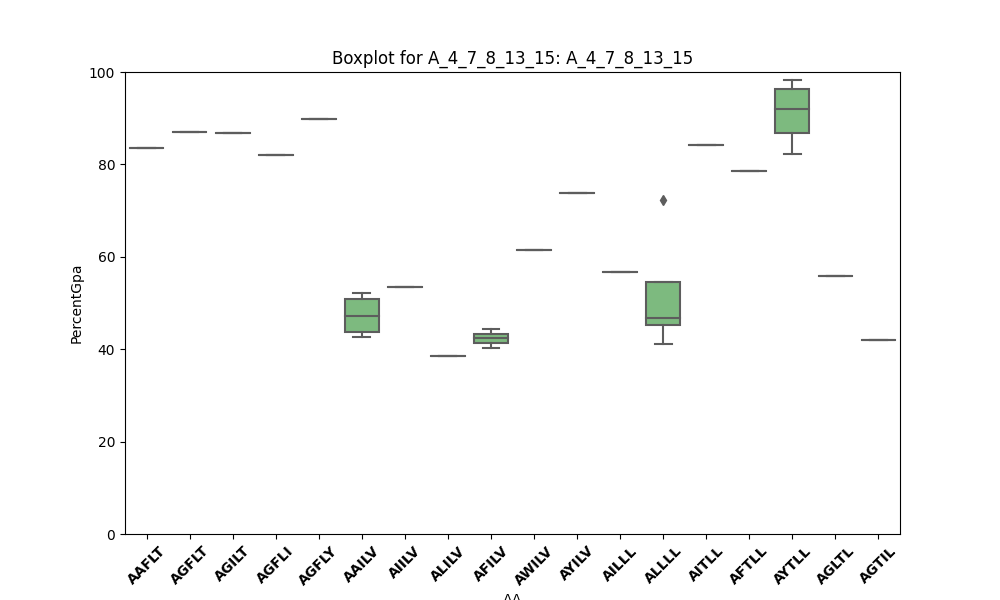 Boxplot for A_4_7_8_13_15: A_4_7_8_13_15
100
80
60
40
20
0
PercentGpa
AAFLT AGFLT AGILT AGFLI AGFLY AAILV AIILV ALILV AFILV AWILV AYILV AILLL ALLLL AITLL AFTLL AYTLL AGLTL AGTIL
AA